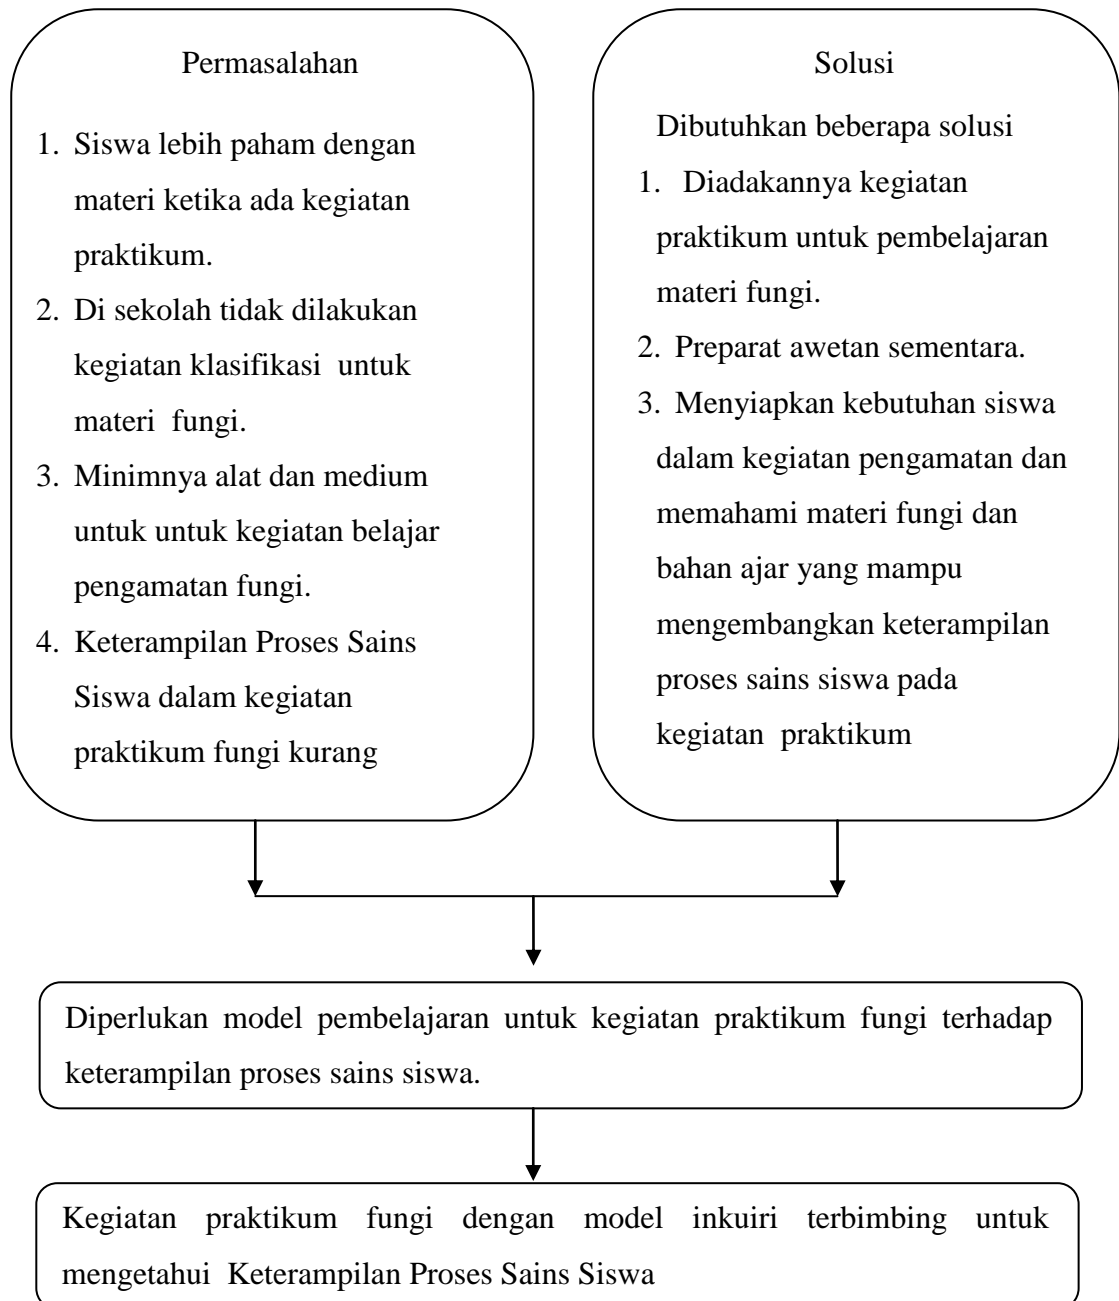 Permasalahan
1. Siswa lebih paham dengan
materi ketika ada kegiatan
praktikum.
2. Di sekolah tidak dilakukan
kegiatan klasifikasi untuk
materi fungi.
3. Minimnya alat dan medium
untuk untuk kegiatan belajar
pengamatan fungi.
4. Keterampilan Proses Sains
Siswa dalam kegiatan
praktikum fungi kurang
Solusi
Dibutuhkan beberapa solusi
1. Diadakannya kegiatan
praktikum untuk pembelajaran
materi fungi.
2. Preparat awetan sementara.
3. Menyiapkan kebutuhan siswa
dalam kegiatan pengamatan dan
memahami materi fungi dan
bahan ajar yang mampu
mengembangkan keterampilan
proses sains siswa pada
kegiatan praktikum
Diperlukan model pembelajaran untuk kegiatan praktikum fungi terhadap
keterampilan proses sains siswa.
Kegiatan praktikum fungi dengan model inkuiri terbimbing untuk
mengetahui Keterampilan Proses Sains Siswa